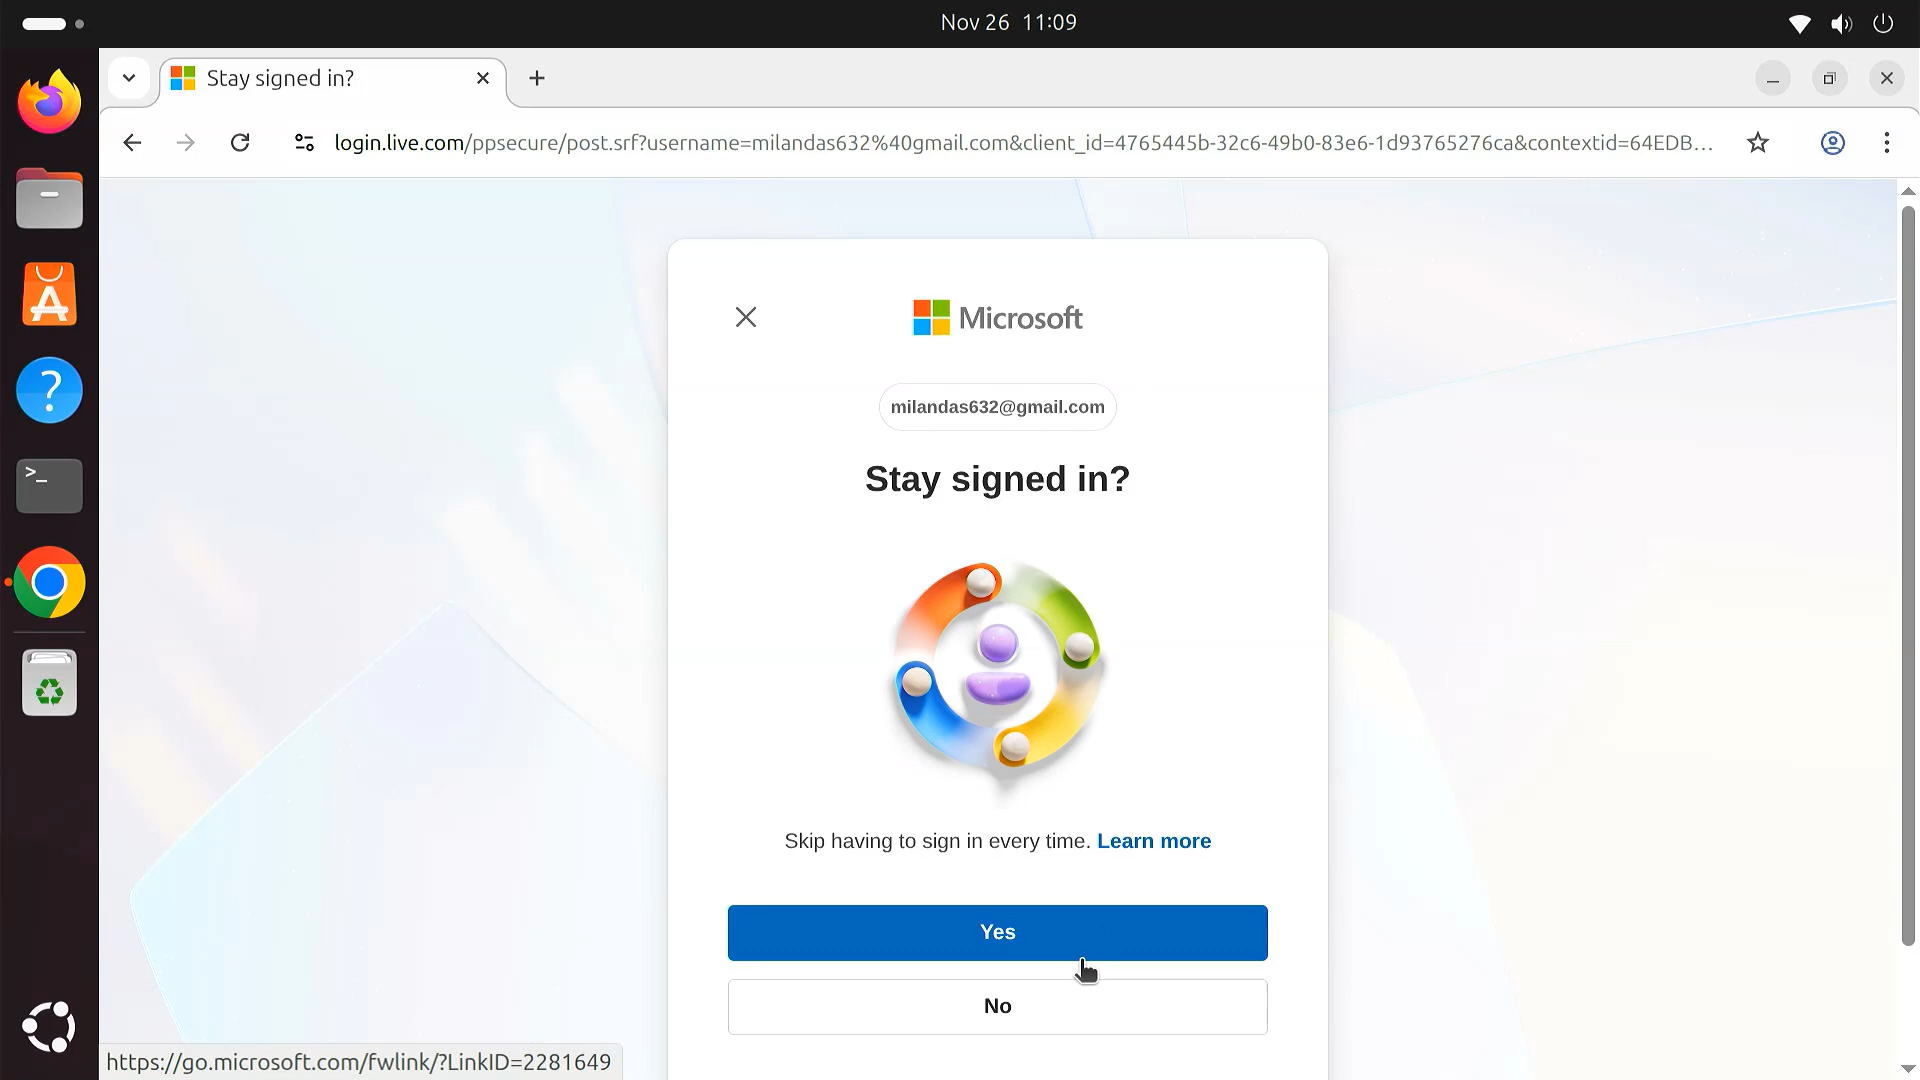 Nov 26 11:09
Stay signed in?
login.live.com/ppsecure/post.srf?username=milandas632%40gmail.com&client_id=4765445b-32c6-49b0-83e6-1d93765276ca&contextid=64EDB...
Microsoft
milandas632@gmail.com
Stay signed in?
Skip having to sign in every time. Learn more
Yes
No
https://go.microsoft.com/fwlink/?LinkID=2281649